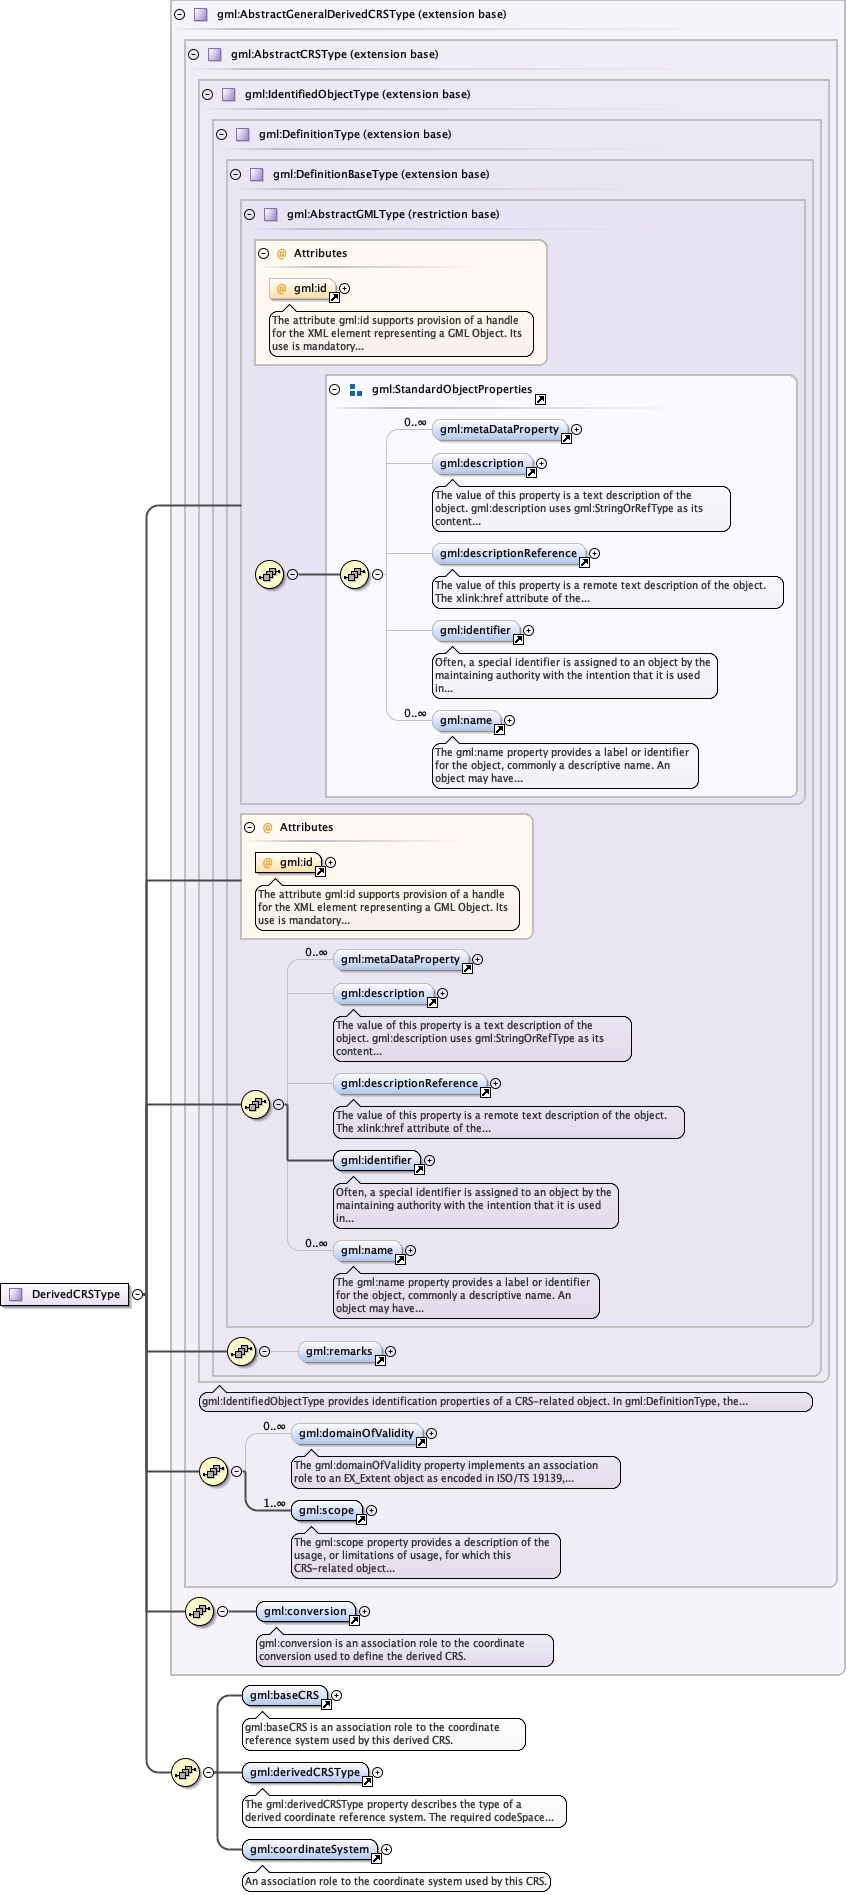 gml:AbstractGeneralDerivedCRSType (extension base)
gml:AbstractCRSType (extension base)
gml:IdentifiedObjectType (extension base)
gml:DefinitionType (extension base)
gml:DefinitionBaseType (extension base)
gml:AbstractGMLType (restriction base)
@ Attributes
@ gml:id
The attribute gml:id supports provision of a handle
for the XML element representing a GML Object. Its
use is mandatory...
gml:StandardObjectProperties
0..∞
gml:metaDataProperty
gml:description
The value of this property is a text description of the
object. gml:description uses gml:StringOrRefType as its
content...
gml:descriptionReference
The value of this property is a remote text description of the object.
The xlink:href attribute of the...
gml:identifier
Often, a special identifier is assigned to an object by the
maintaining authority with the intention that it is used
in...
0..∞
gml:name
The gml:name property provides a label or identifier
for the object, commonly a descriptive name. An
object may have...
@ Attributes
@ gml:id
The attribute gml:id supports provision of a handle
for the XML element representing a GML Object. Its
use is mandatory...
0..∞
gml:metaDataProperty
gml:description
The value of this property is a text description of the
object. gml:description uses gml:StringOrRefType as its
content...
gml:descriptionReference
The value of this property is a remote text description of the object.
The xlink:href attribute of the...
gml:identifier
Often, a special identifier is assigned to an object by the
maintaining authority with the intention that it is used
in...
0..∞
gml:name
The gml:name property provides a label or identifier
for the object, commonly a descriptive name. An
object may have...
DerivedCRSType
gml:remarks
gml:IdentifiedObjectType provides identification properties of a CRS-related object. In gml:DefinitionType, the...
0..∞
gml:domainOfValidity
The gml:domainOfValidity property implements an association
role to an EX_Extent object as encoded in ISO/TS 19139,...
1..∞
gml:scope
The gml:scope property provides a description of the
usage, or limitations of usage, for which this
CRS-related object...
gml:conversion
gml:conversion is an association role to the coordinate
conversion used to define the derived CRS.
gml:baseCRS
gml:baseCRS is an association role to the coordinate
reference system used by this derived CRS.
gml:derivedCRSType
The gml:derivedCRSType property describes the type of a
derived coordinate reference system. The required codeSpace...
gml:coordinateSystem
An association role to the coordinate system used by this CRS.